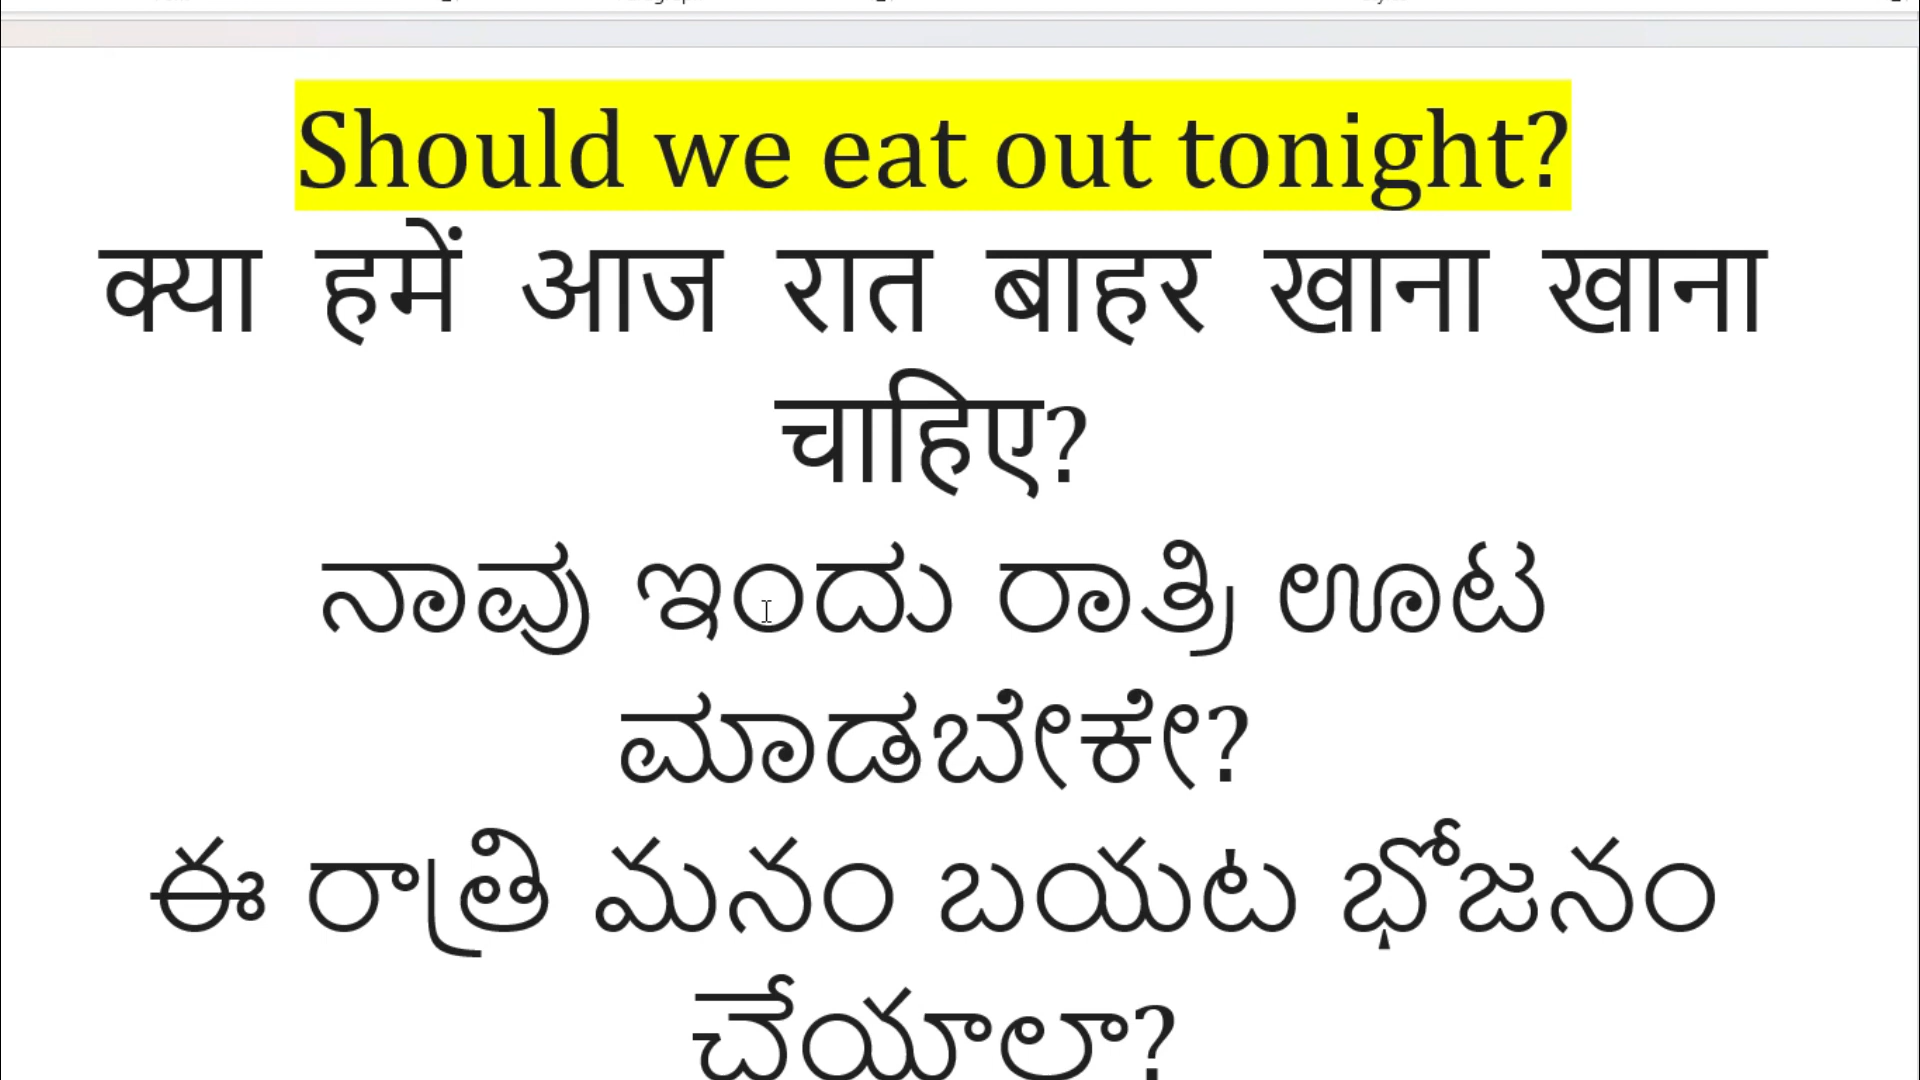 Should we eat out tonight?
क्या हमें आज रात बाहर खाना खाना
चाहिए?
ನಾವು ಇಂದು ರಾತ್ರಿ ಊಟ
ಮಾಡಬೇಕೇ?
ఈ రాత్రి మనం బయట భోజనం
చేయాలా?